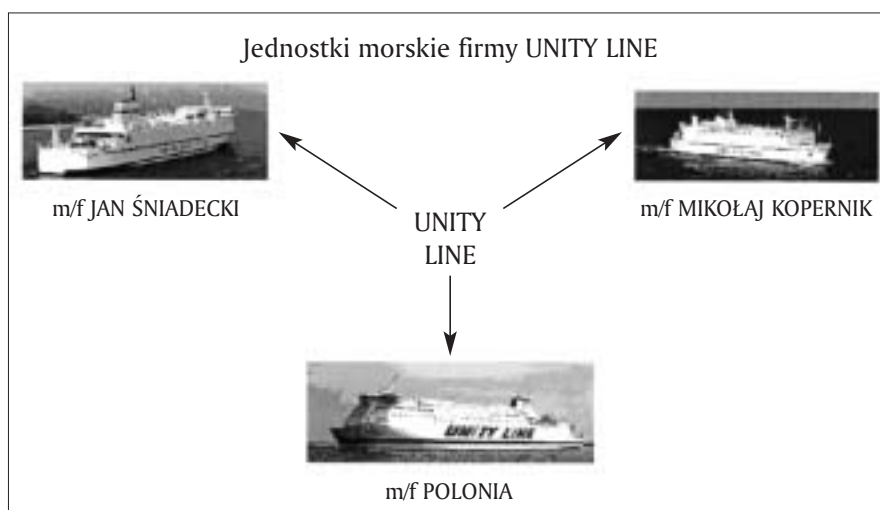 Jednostki morskie firmy UNITY LINE
m/f JAN ŚNIADECKI
m/f MIKOŁAJ KOPERNIK
UNITY
LINE
UNITY LINE
m/f POLONIA